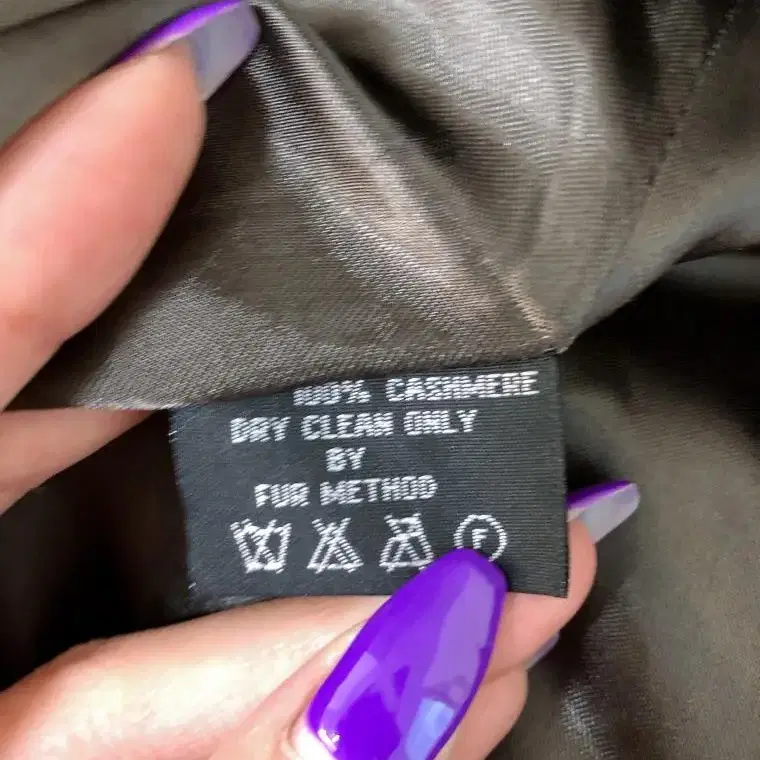 100% CASHMERE
DRY CLEAN ONLY
BY
FUR METHOD
F